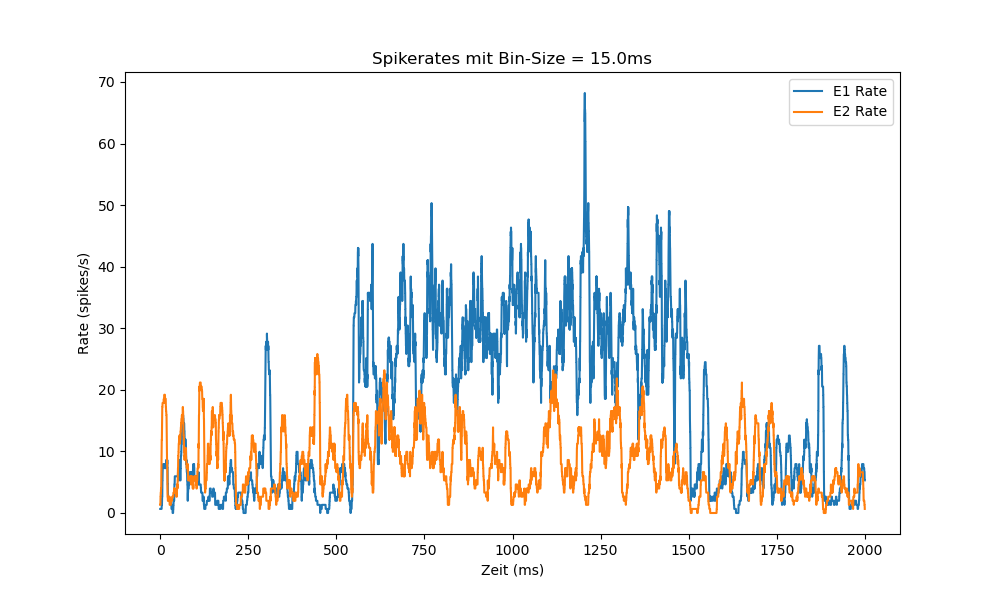 Spikerates mit Bin-Size = 15.0ms
E1 Rate
E2 Rate
70
60
50
40
30
20
10
0
Rate (spikes/s)
0 250 500 750 1000 1250 1500 1750 2000
Zeit (ms)